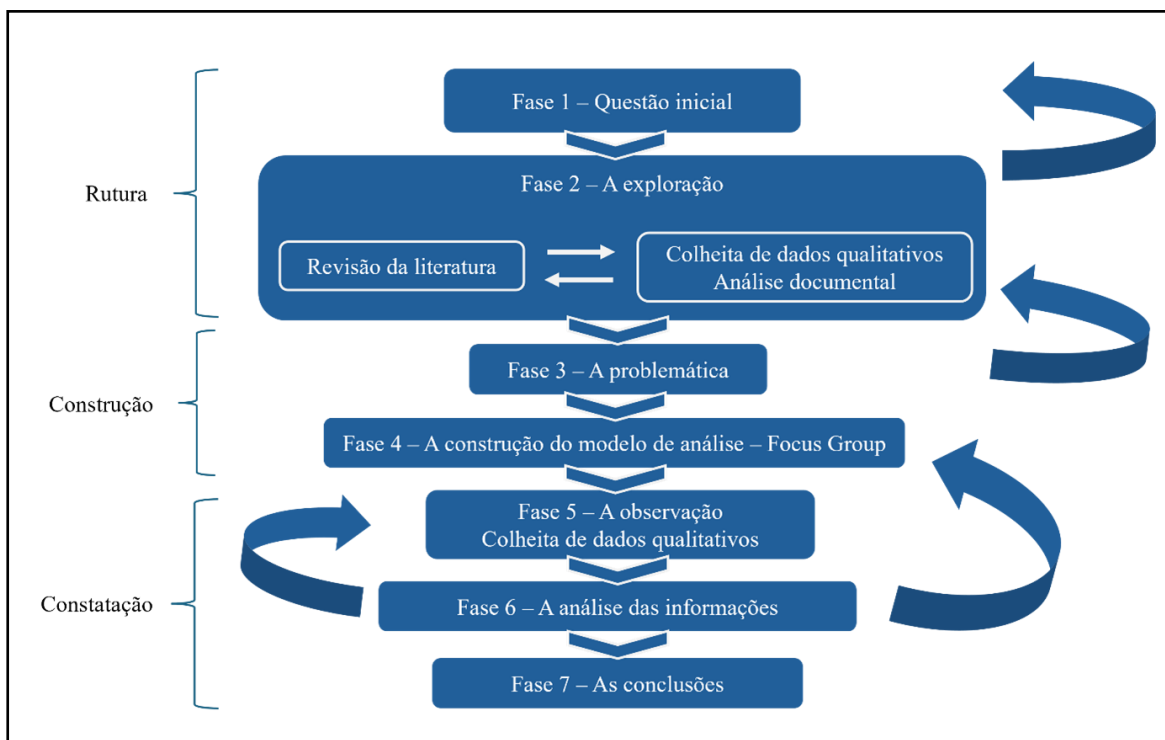 Fase 1 – Questão inicial
Rutura
Fase 2 – A exploração
Revisão da literatura
Colheita de dados qualitativos
Análise documental
Construção
Fase 3 – A problemática
Fase 4 – A construção do modelo de análise – Focus Group
Constatação
Fase 5 – A observação
Colheita de dados qualitativos
Fase 6 – A análise das informações
Fase 7 – As conclusões